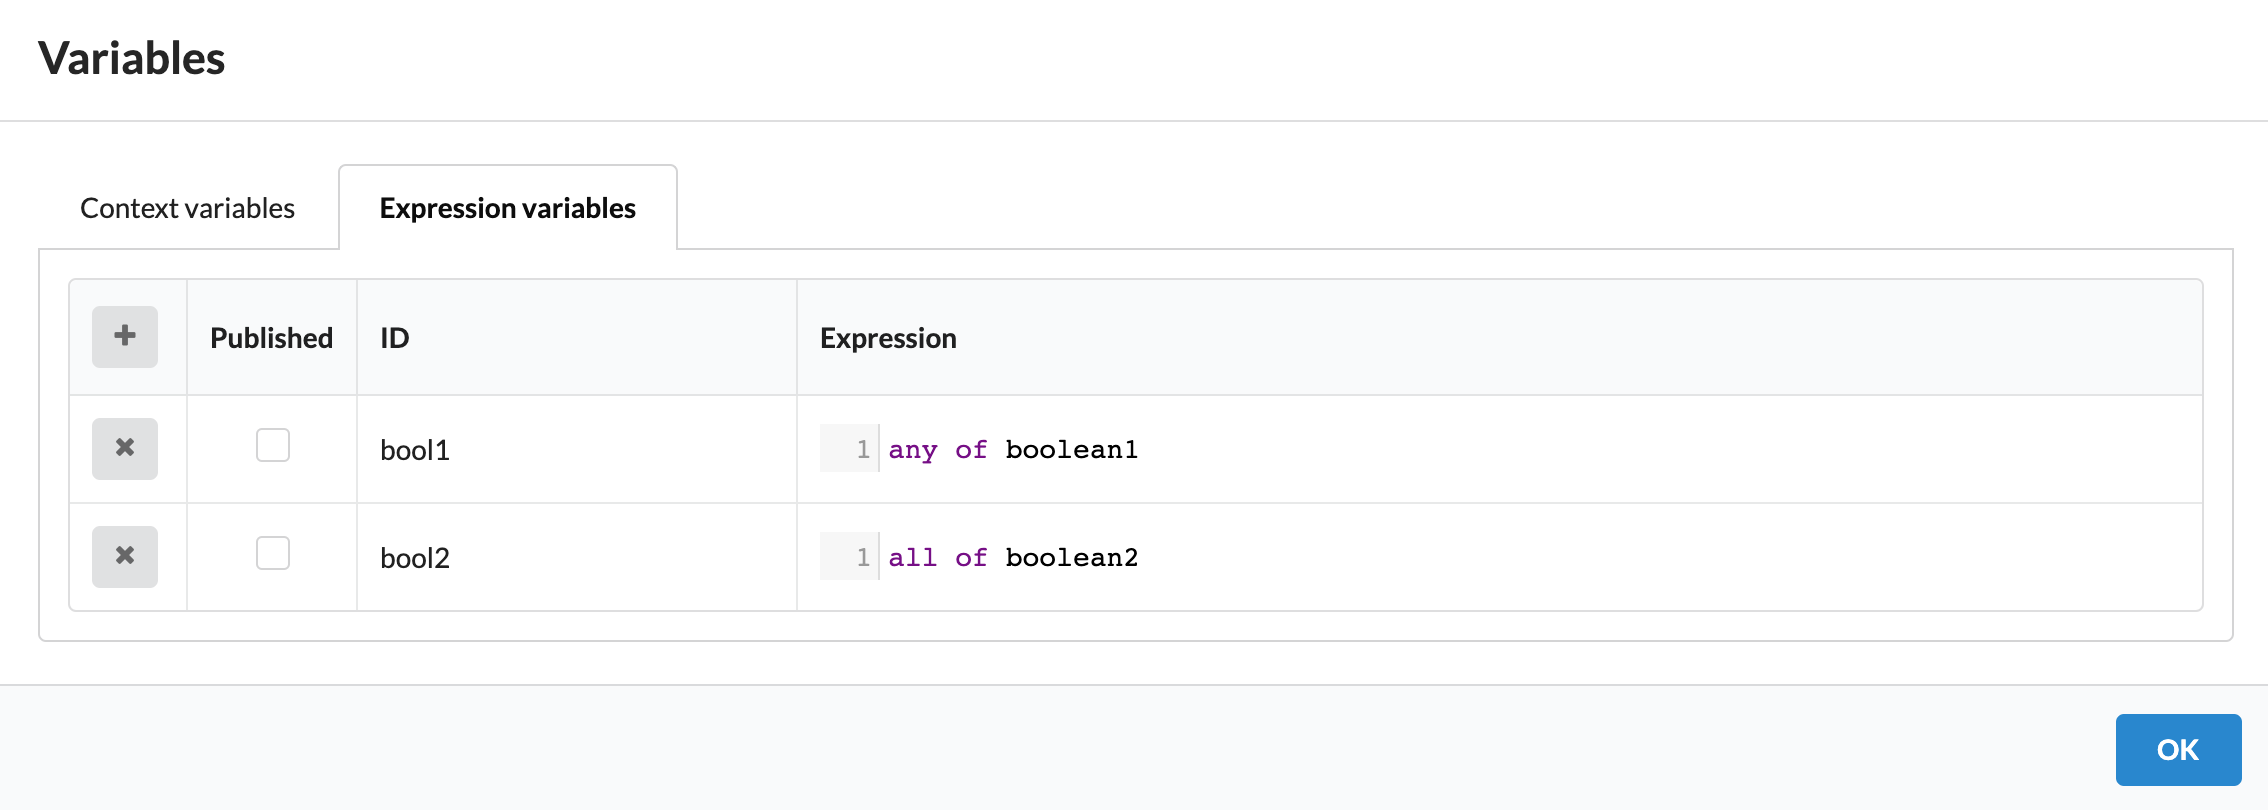 Variables
Context variables Expression variables
Published ID Expression
bool1 1 any of boolean1
bool2 1 all of boolean2
OK